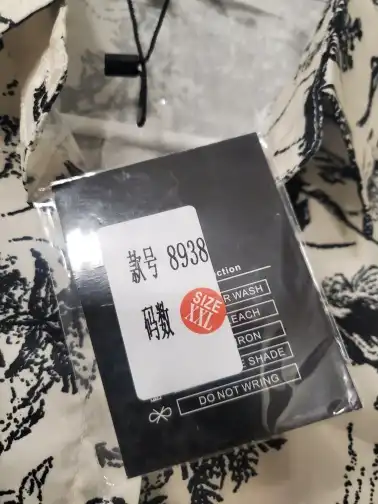 款号 8938
码数
SIZE
XXL
ction
R WASH
EACH
RON
E SHADE
DO NOT WRING